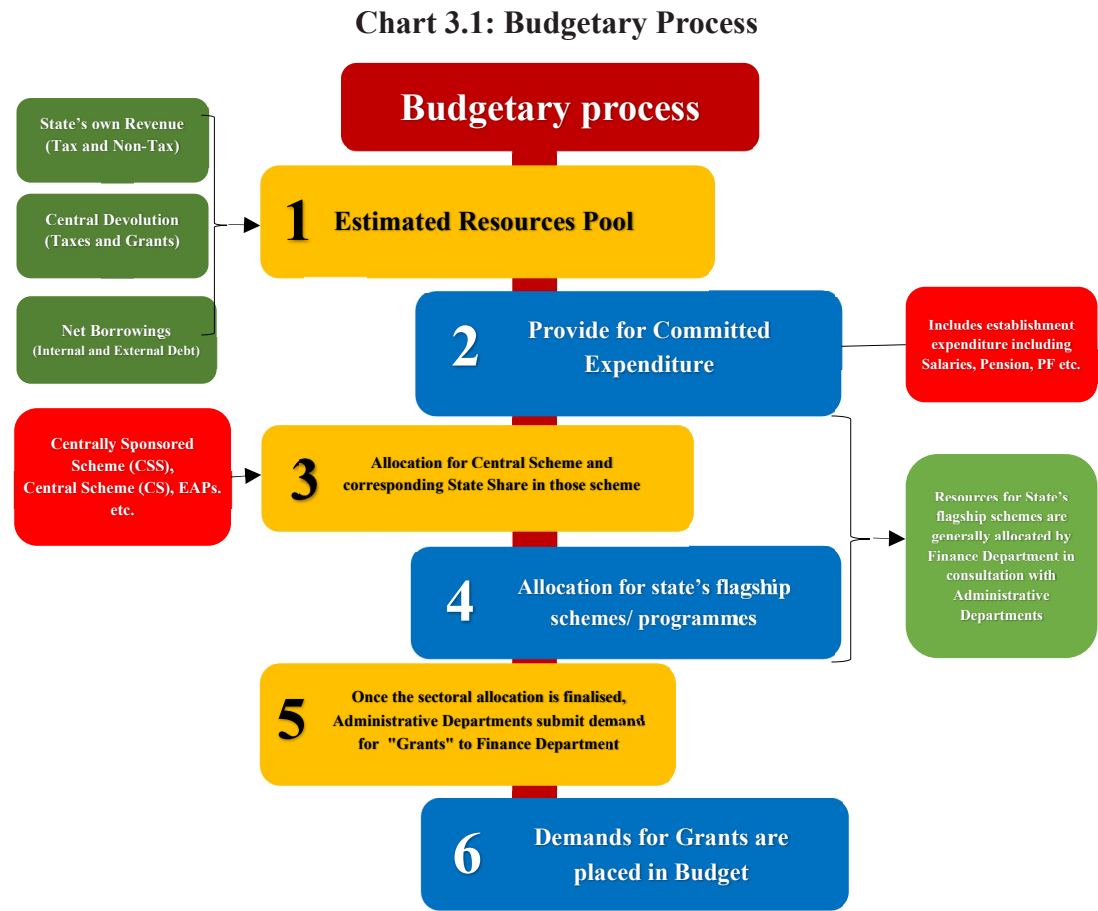 Chart 3.1: Budgetary Process
Budgetary process
State's own Revenue
(Tax and Non-Tax)
Central Devolution
(Taxes and Grants)
Net Borrowings
(Internal and External Debt)
1
Estimated Resources Pool
2
Provide for Committed
Expenditure
Includes establishment
expenditure including
Salaries, Pension, PF etc.
Centrally Sponsored
Scheme (CSS),
Central Scheme (CS), EAPs.
etc.
3
Allocation for Central Scheme and
corresponding State Share in those scheme
4
Allocation for state's flagship
schemes/ programmes
Resources for State's
flagship schemes are
generally allocated by
Finance Department in
consultation with
Administrative
Departments
5
Once the sectoral allocation is finalised,
Administrative Departments submit demand
for "Grants" to Finance Department
6
Demands for Grants are
placed in Budget